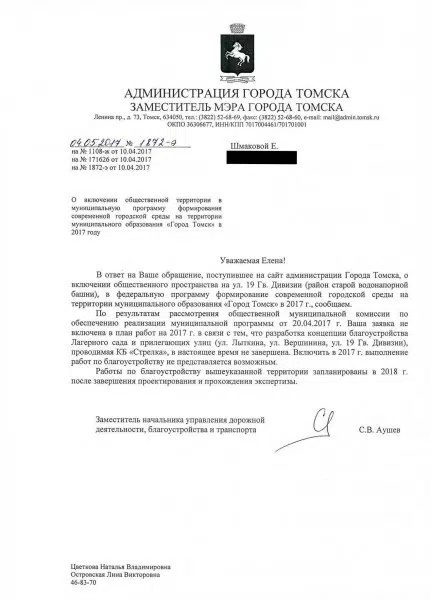 АДМИНИСТРАЦИЯ ГОРОДА ТОМСКА
ЗАМЕСТИТЕЛЬ МЭРА ГОРОДА ТОМСКА
Ленина пр., д. 73, Томск, 634050, тел.: (3822) 52-68-69, факс: (3822) 52-68-60, e-mail: mail@admin.tomsk.ru
ОКПО 36306677, ИНН/КПП 7017004461/701701001
04.05.2017 № 1872-э
на № 1108-ж от 10.04.2017
на № 171626 от 10.04.2017
на № 1872-э от 10.04.2017
Шмаковой Е.
О включении общественной территории в
муниципальную программу формирования
современной городской среды на территории
муниципального образования «Город Томск» в
2017 году
Уважаемая Елена!
В ответ на Ваше обращение, поступившее на сайт администрации Города Томска, о
включении общественного пространства на ул. 19 Гв. Дивизии (район старой водонапорной
башни), в федеральную программу формирование современной городской среды на
территории муниципального образования «Город Томск» в 2017 г., сообщаем.
По результатам рассмотрения общественной муниципальной комиссии по
обеспечению реализации муниципальной программы от 20.04.2017 г. Ваша заявка не
включена в план работ на 2017 г. в связи с тем, что разработка концепции благоустройства
Лагерного сада и прилегающих улиц (ул. Лыткина, ул. Вершинина, ул. 19 Гв. Дивизии),
проводимая КБ «Стрелка», в настоящее время не завершена. Включить в 2017 г. выполнение
работ по благоустройству не представляется возможным.
Работы по благоустройству вышеуказанной территории запланированы в 2018 г.
после завершения проектирования и прохождения экспертизы.
Заместитель начальника управления дорожной
деятельности, благоустройства и транспорта
С.В. Аушев
Цветкова Наталья Владимировна
Островская Лина Викторовна
46-83-70